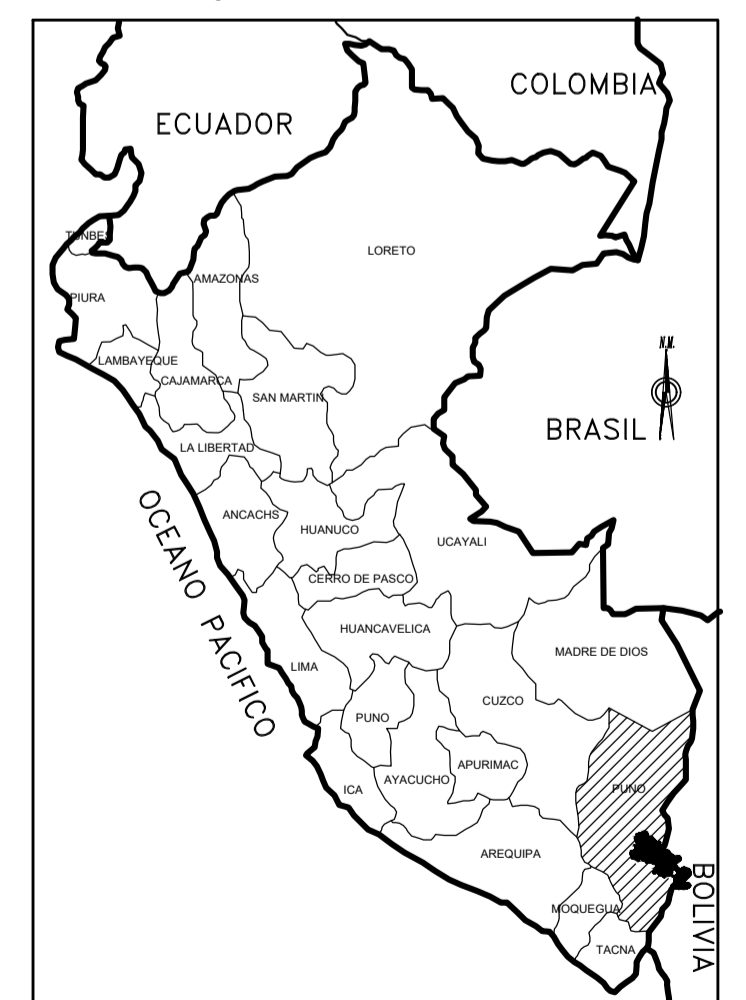 COLOMBIA
ECUADOR
TUNBES
LORETO
AMAZONAS
PIURA
N.M.
LAMBAYEQUE
CAJAMARCA
SAN MARTIN
BRASIL
LA LIBERTAD
ANCACHS
HUANUCO
UCAYALI
OCEANO PACIFICO
CERRO DE PASCO
HUANCAVELICA
MADRE DE DIOS
LIMA
CUZCO
PUNO
APURIMAC
AYACUCHO
ICA
PUNO
AREQUIPA
BOLIVIA
MOQUEGUA
TACNA